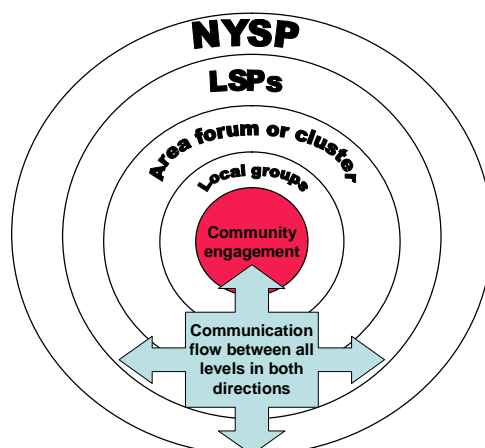 NYSP
LSPs
Area forum or cluster
Local groups
Community
engagement
Communication
flow between all
levels in both
directions